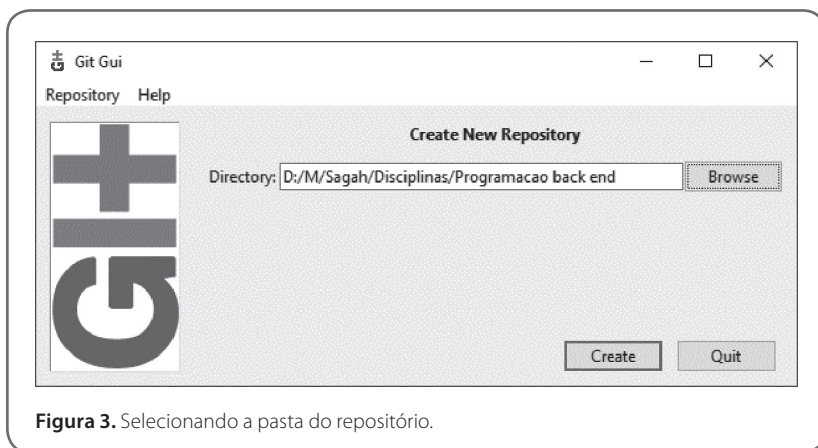 Git Gui
Repository Help
Create New Repository
Directory: D:/M/Sagah/Disciplinas/Programacao back end Browse
GIT
Create Quit
Figura 3. Selecionando a pasta do repositório.